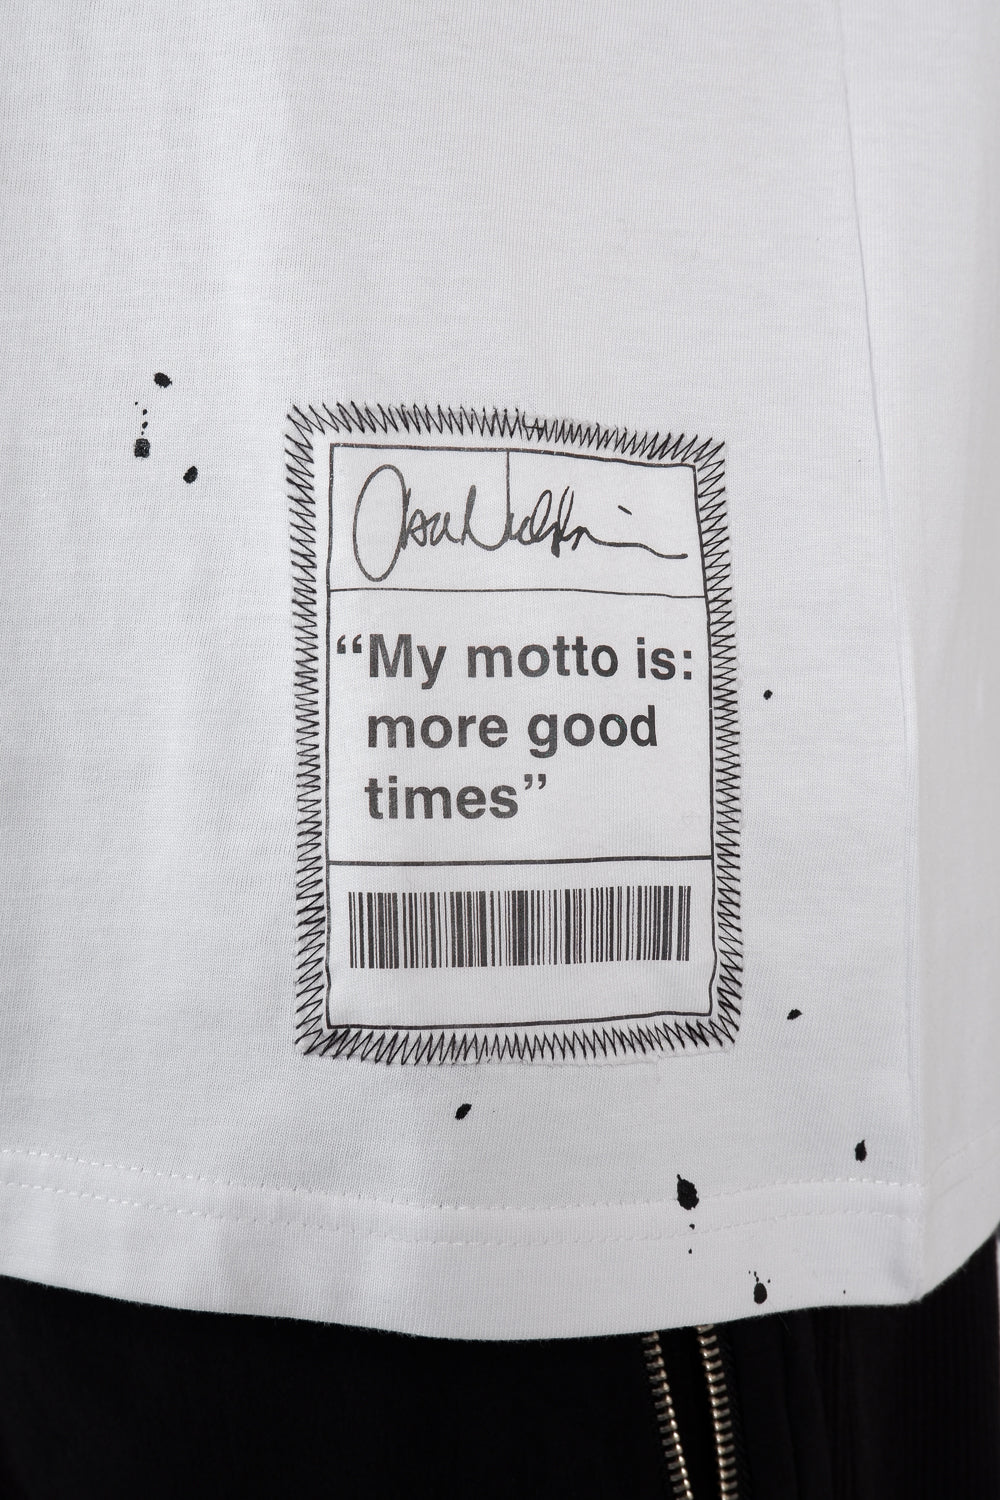 “My motto is:
more good
times”